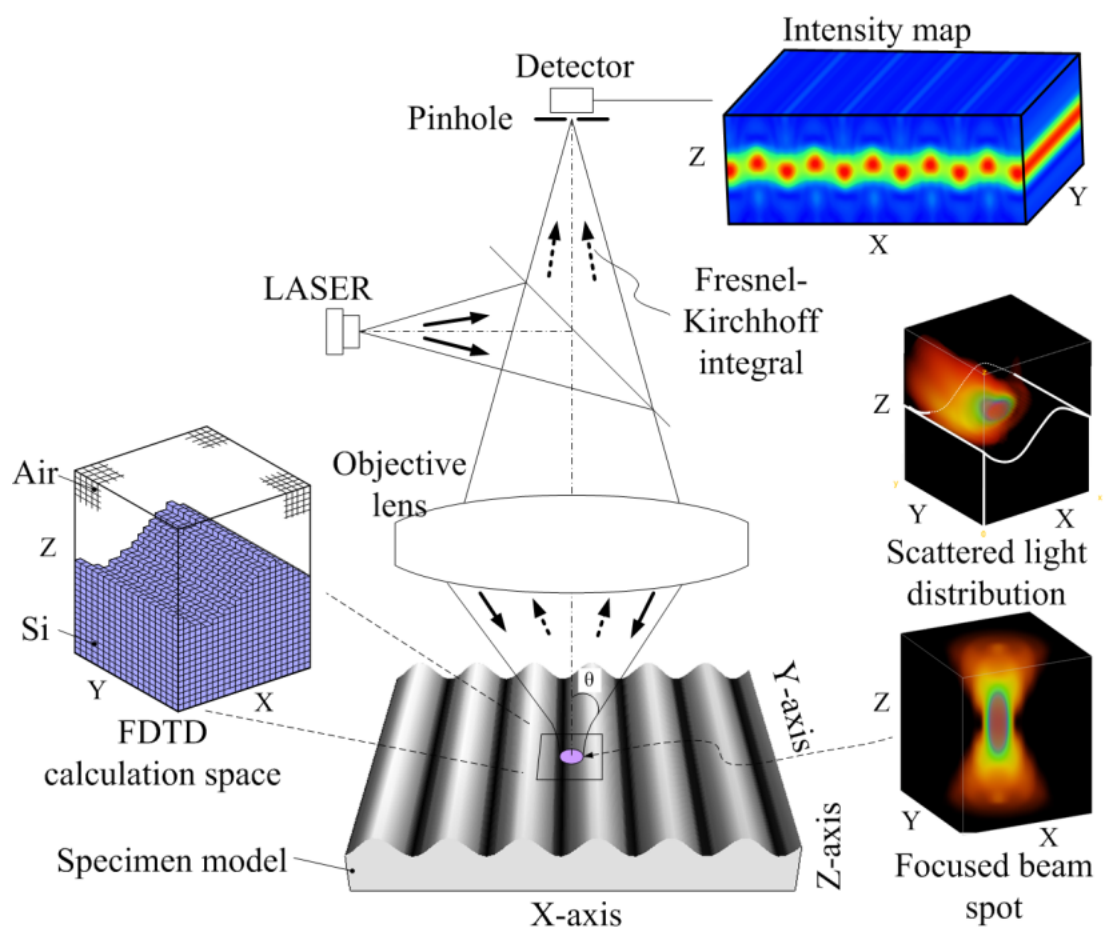 Intensity map
Detector
Pinhole
Z
Y
X
LASER
Fresnel-
Kirchhoff
integral
Z
Y
X
Scattered light
distribution
Objective
lens
Air
Z
Si
Y
X
FDTD
calculation space
θ
Y-axis
Z
Y
X
Focused beam
spot
Specimen model
Z-axis
X-axis